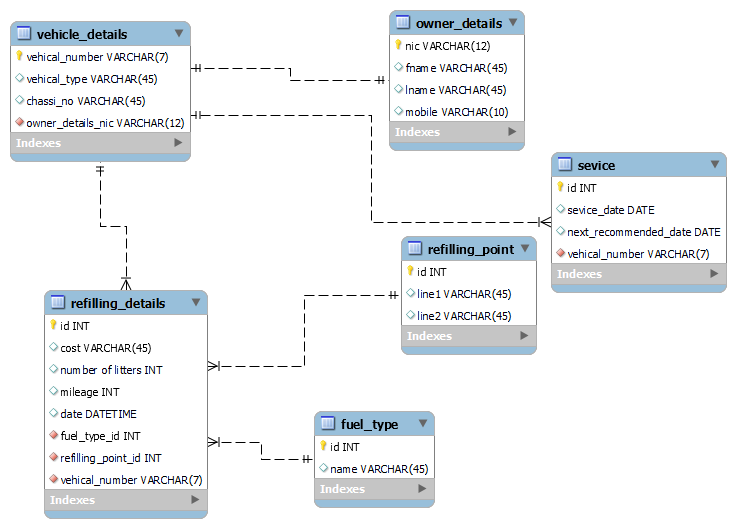 vehicle_details
vehical_number VARCHAR(7)
vehical_type VARCHAR(45)
chassi_no VARCHAR(45)
owner_details_nic VARCHAR(12)
Indexes
owner_details
nic VARCHAR(12)
fname VARCHAR(45)
lname VARCHAR(45)
mobile VARCHAR(10)
Indexes
sevice
id INT
sevice_date DATE
next_recommended_date DATE
vehical_number VARCHAR(7)
Indexes
refilling_point
id INT
line1 VARCHAR(45)
line2 VARCHAR(45)
Indexes
refilling_details
id INT
cost VARCHAR(45)
number of litters INT
mileage INT
date DATETIME
fuel_type_id INT
refilling_point_id INT
vehical_number VARCHAR(7)
Indexes
fuel_type
id INT
name VARCHAR(45)
Indexes